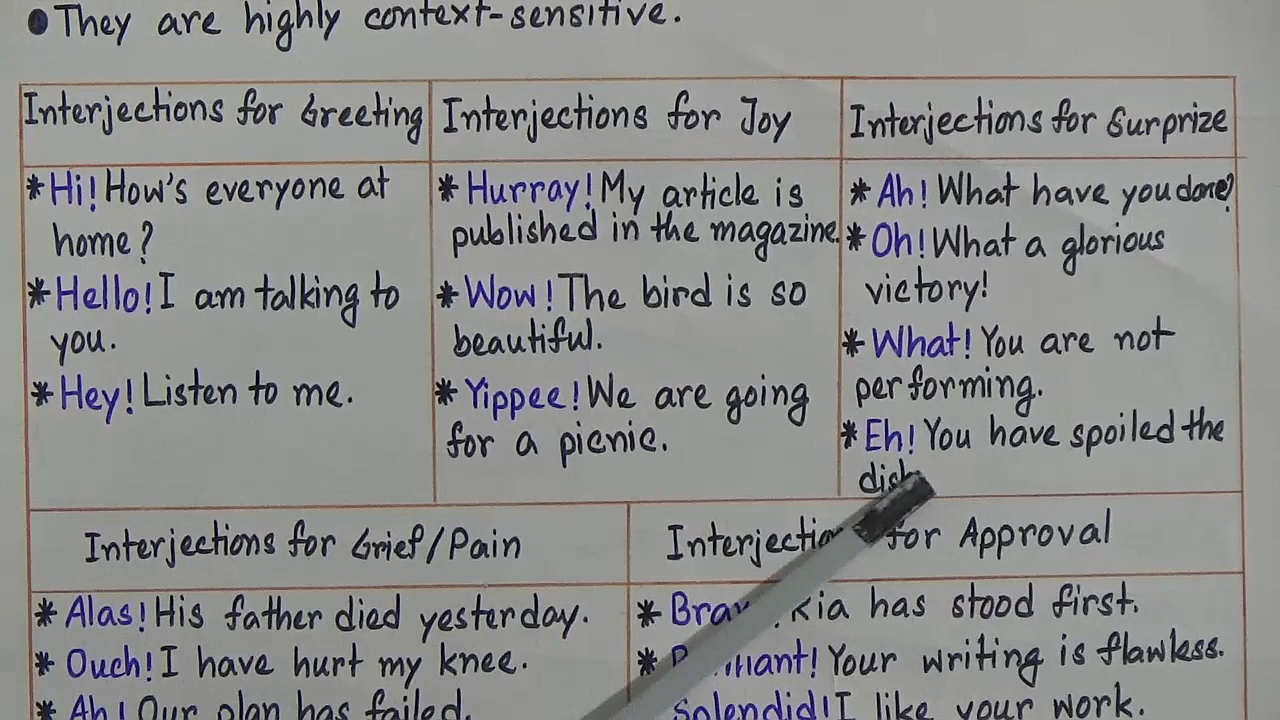 They are highly context-sensitive.
Interjections for Greeting
*Hi! How's everyone at
home?
*Hello! I am talking to
you.
*Hey! Listen to me.
Interjections for Joy
*Hurray! My article is
published in the magazine.
*Wow! The bird is so
beautiful.
*Yippee! We are going
for a picnic.
Interjections for Surprize
*Ah! What have you done?
*Oh! What a glorious
victory!
*What! You are not
performing.
*Eh! You have spoiled the
Interjections for Grief/Pain
*Alas! His father died yesterday.
*Ouch! I have hurt my knee.
*Ah! Our plan has failed.
for Approval
* Ria has stood first.
* Your writing is flawless.
Splendid! I like your work.